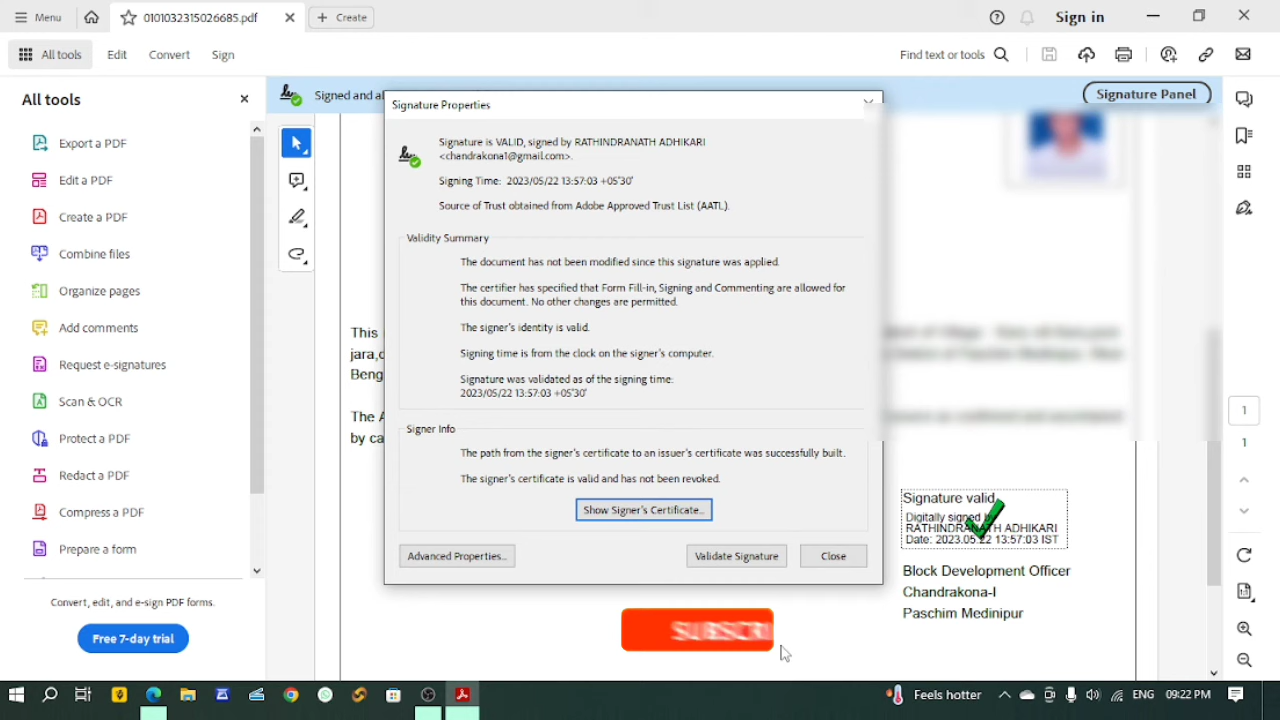 Menu
0101032315026685.pdf
Create
Sign in
All tools
Edit
Convert
Sign
Find text or tools
All tools
Export a PDF
Edit a PDF
Create a PDF
Combine files
Organize pages
Add comments
Request e-signatures
Scan & OCR
Protect a PDF
Redact a PDF
Compress a PDF
Prepare a form
Convert, edit, and e-sign PDF forms.
Free 7-day trial
Signed and al
Signature Panel
Signature Properties
Signature is VALID, signed by RATHINDRANATH ADHIKARI
<chandrakona1@gmail.com>.
Signing Time: 2023/05/22 13:57:03 +05'30'
Source of Trust obtained from Adobe Approved Trust List (AATL).
Validity Summary
The document has not been modified since this signature was applied.
The certifier has specified that Form Fill-in, Signing and Commenting are allowed for
this document. No other changes are permitted.
The signer's identity is valid.
Signing time is from the clock on the signer's computer.
Signature was validated as of the signing time:
2023/05/22 13:57:03 +05'30'
Signer Info
The path from the signer's certificate to an issuer's certificate was successfully built.
The signer's certificate is valid and has not been revoked.
Show Signer's Certificate...
Advanced Properties...
Validate Signature
Close
This
jara,
Beng
The A
by ca
Signature valid
Digitally signed by
RATHINDRANATH ADHIKARI
Date: 2023.05.22 13:57:03 IST
Block Development Officer
Chandrakona-I
Paschim Medinipur
1
1
Feels hotter
ENG
09:22 PM